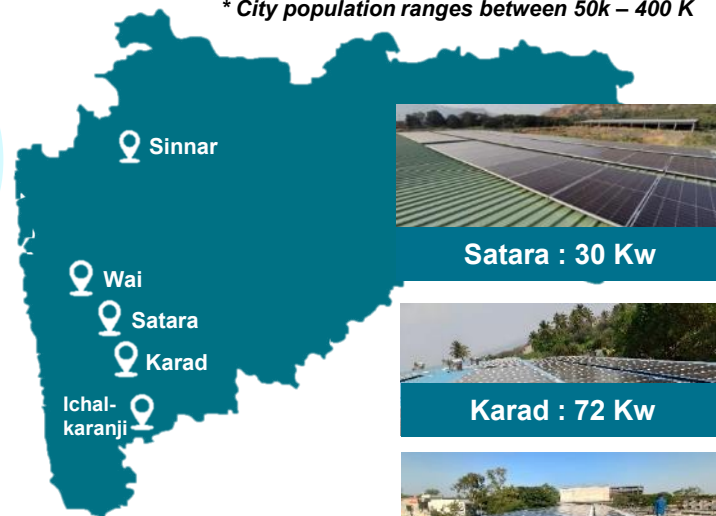 * City population ranges between 50k – 400 K
Sinnar
Wai
Satara
Karad
Ichal-
karanji
Satara : 30 Kw
Karad : 72 Kw